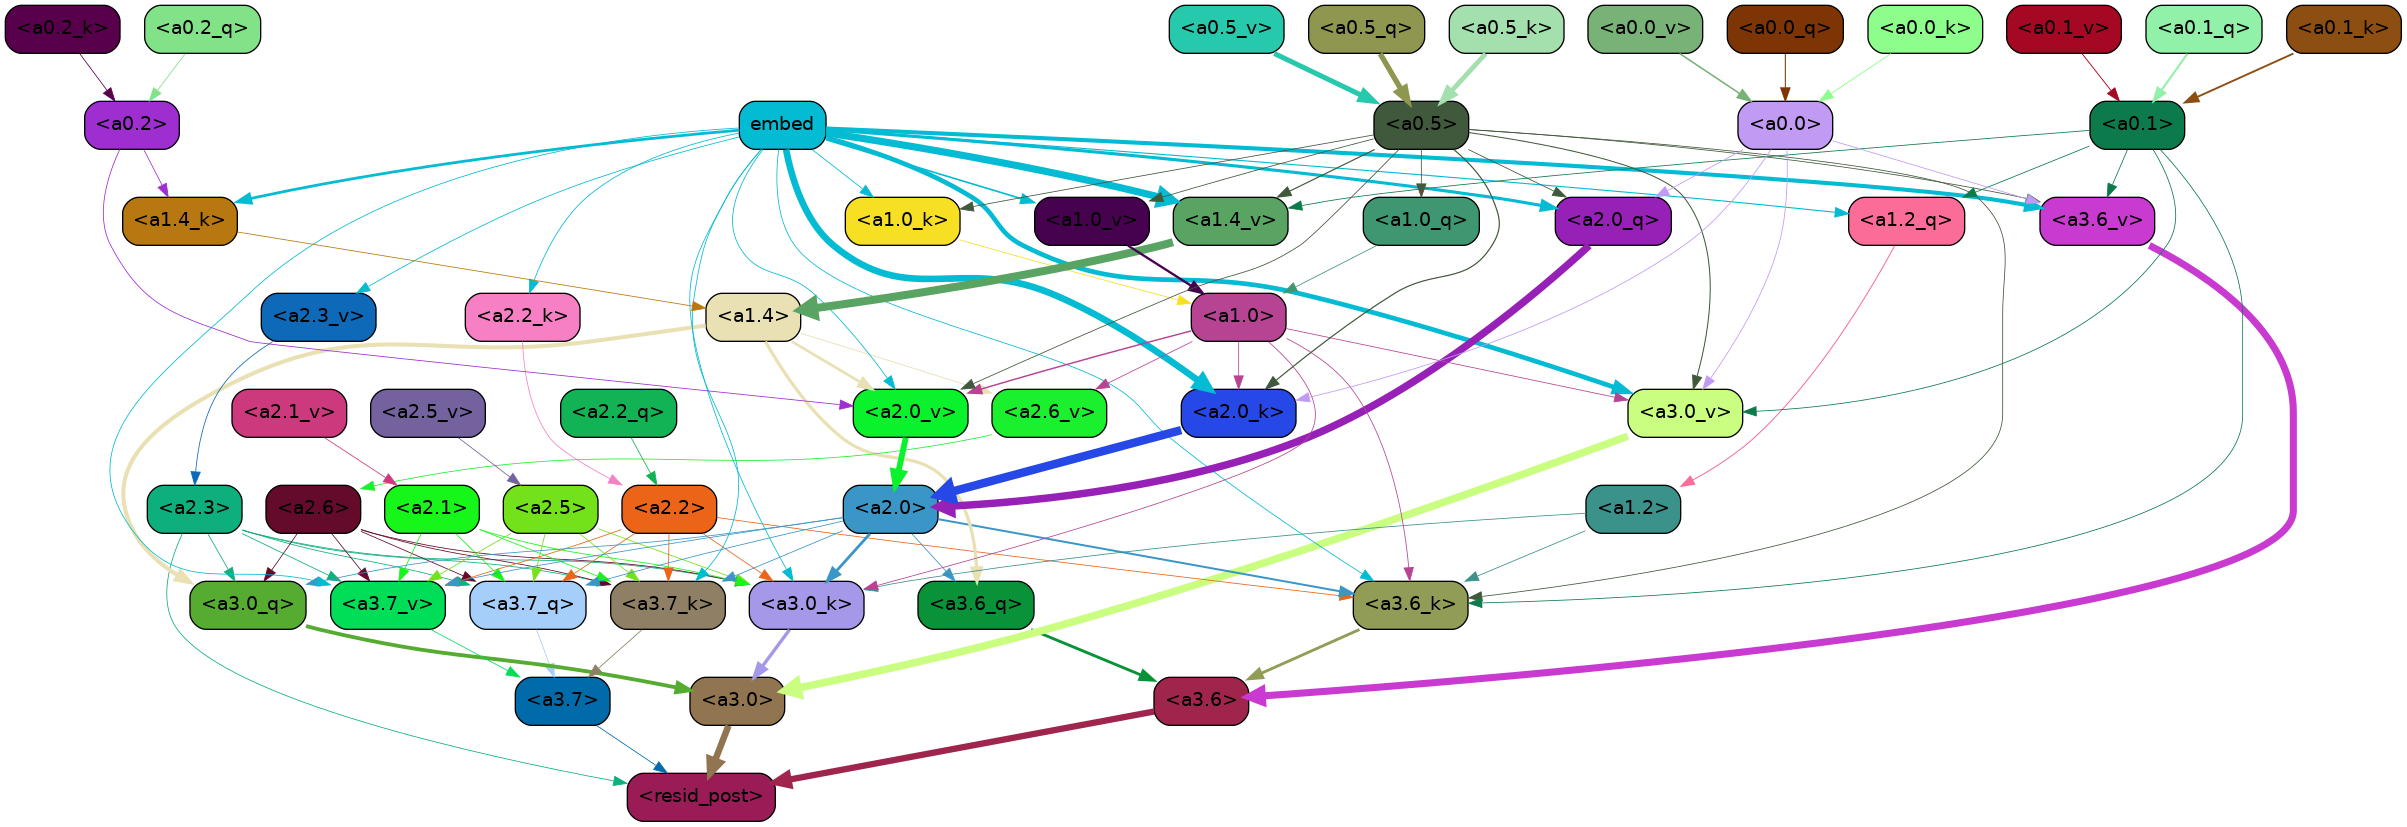 <a0.2_k> <a0.2_q> <a0.5_v> <a0.5_q> <a0.5_k> <a0.0_v> <a0.0_q> <a0.0_k> <a0.1_v> <a0.1_q> <a0.1_k>
<a0.2> embed <a0.5> <a0.0> <a0.1>
<a1.4_k> <a1.0_k> <a1.0_v> <a1.4_v> <a1.0_q> <a2.0_q> <a1.2_q> <a3.6_v>
<a2.3_v> <a2.2_k> <a1.4> <a1.0>
<a2.1_v> <a2.5_v> <a2.2_q> <a2.0_v> <a2.6_v> <a2.0_k> <a3.0_v>
<a2.3> <a2.6> <a2.1> <a2.5> <a2.2> <a2.0> <a1.2>
<a3.0_q> <a3.7_v> <a3.7_q> <a3.7_k> <a3.0_k> <a3.6_q> <a3.6_k>
<a3.7> <a3.0> <a3.6>
<resid_post>